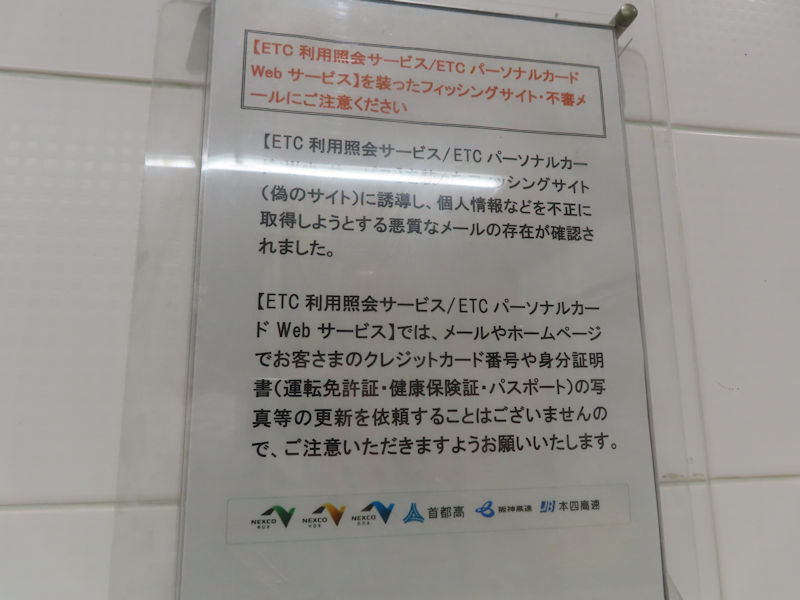 【ETC 利用照会サービス/ETC パーソナルカード
Web サービス】を装ったフィッシングサイト・不審メ
ールにご注意ください
【ETC 利用照会サービス/ETC パーソナルカー
ド Web サービス】を装ったフィッシングサイト
(偽のサイト)に誘導し、個人情報などを不正に
取得しようとする悪質なメールの存在が確認さ
れました。
【ETC 利用照会サービス/ETC パーソナルカー
ド Web サービス】では、メールやホームページ
でお客さまのクレジットカード番号や身分証明
書(運転免許証・健康保険証・パスポート)の写
真等の更新を依頼することはございませんの
で、ご注意いただきますようお願いいたします。
NEXCO NEXCO NEXCO 首都高 阪神高速 本四高速